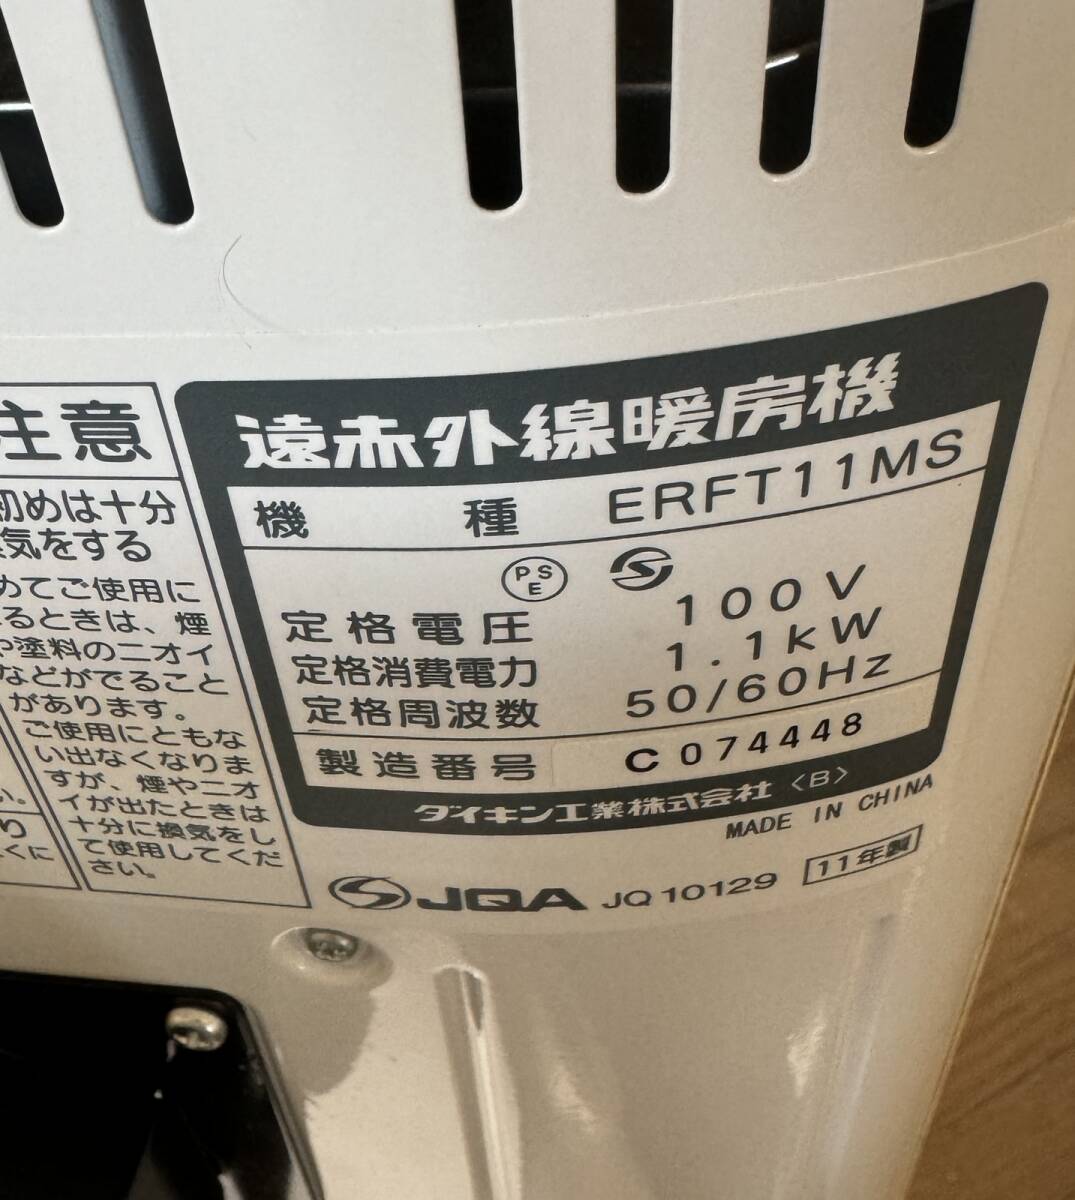 注意
初めは十分
気をする
めてご使用に
るときは、煙
や塗料のニオイ
などがでること
があります。
ご使用にともな
い出なくなりま
すが、煙やニオ
イが出たときは
十分に換気をし
て使用してくだ
さい。
い。
り
くに
遠赤外線暖房機
機種 ERFT11MS
PSE
定格電圧 100V
定格消費電力 1.1kW
定格周波数 50/60Hz
製造番号 C074448
ダイキン工業株式会社〈B〉
MADE IN CHINA
JQA JQ10129 11年製